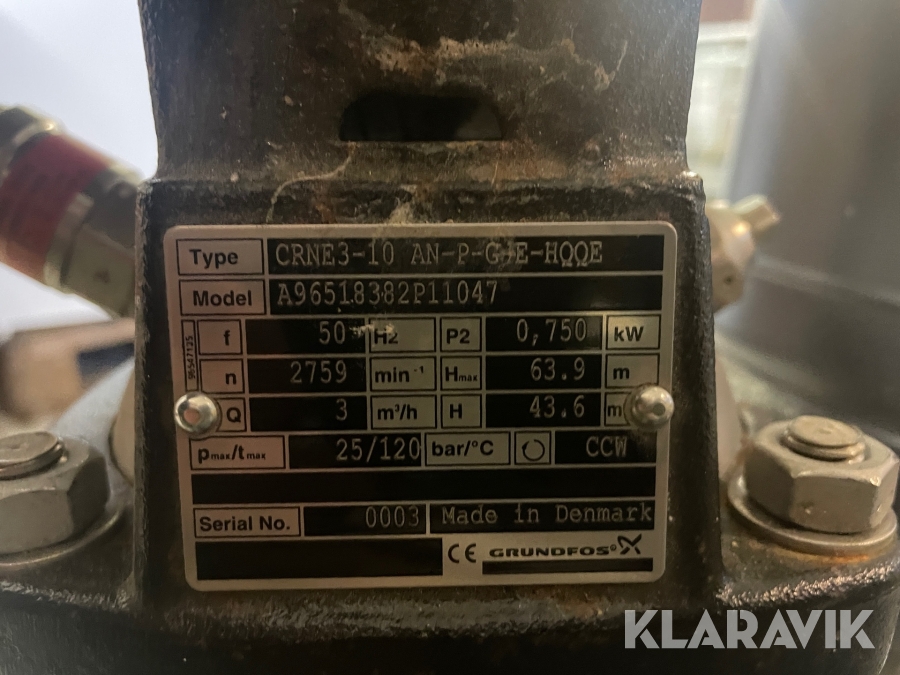 Type CRNE3-10 AN-P-GJE-HQQE
Model A96518382P11047
f 50 Hz P2 0,750 kW
n 2759 min⁻¹ Hmax 63.9 m
Q 3 m³/h H 43.6 m
pmax/tmax 25/120 bar/°C CCW
Serial No. 0003 Made in Denmark
CE GRUNDFOS
96547125
KLARAVIK